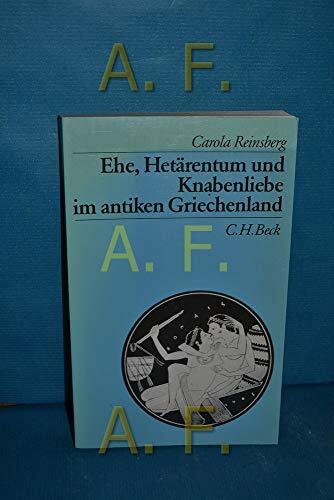 A. F.
Carola Reinsberg
Ehe, Hetärentum und
Knabenliebe
im antiken Griechenland
C.H.Beck
A. F.
A. F.